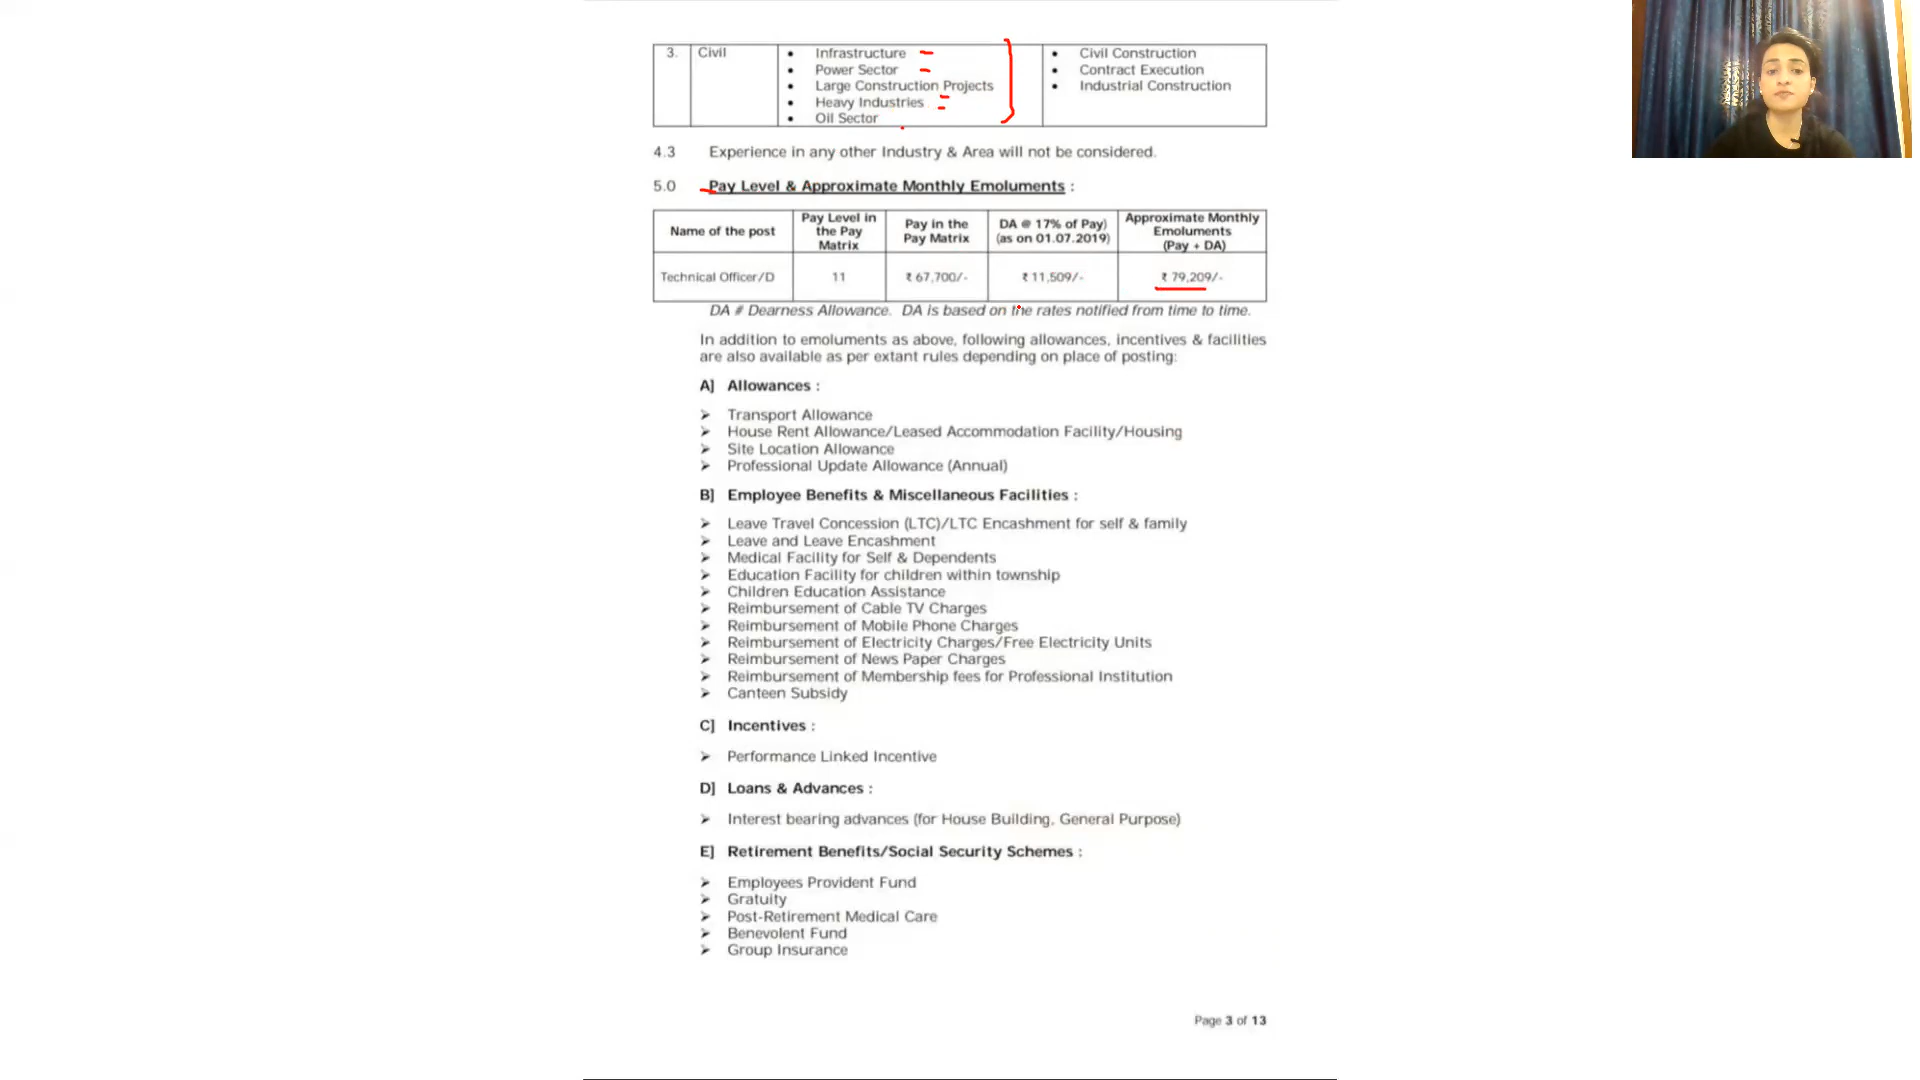 3. Civil
• Infrastructure
• Power Sector
• Large Construction Projects
• Heavy Industries
• Oil Sector
• Civil Construction
• Contract Execution
• Industrial Construction
4.3 Experience in any other Industry & Area will not be considered.
5.0 Pay Level & Approximate Monthly Emoluments :
Name of the post
Pay Level in
the Pay
Matrix
Pay in the
Pay Matrix
DA @ 17% of Pay)
(as on 01.07.2019)
Approximate Monthly
Emoluments
(Pay + DA)
Technical Officer/D 11 ₹ 67,700/- ₹ 11,509/- ₹ 79,209/-
DA # Dearness Allowance. DA is based on the rates notified from time to time.
In addition to emoluments as above, following allowances, incentives & facilities
are also available as per extant rules depending on place of posting:
A] Allowances :
➢ Transport Allowance
➢ House Rent Allowance/Leased Accommodation Facility/Housing
➢ Site Location Allowance
➢ Professional Update Allowance (Annual)
B] Employee Benefits & Miscellaneous Facilities :
➢ Leave Travel Concession (LTC)/LTC Encashment for self & family
➢ Leave and Leave Encashment
➢ Medical Facility for Self & Dependents
➢ Education Facility for children within township
➢ Children Education Assistance
➢ Reimbursement of Cable TV Charges
➢ Reimbursement of Mobile Phone Charges
➢ Reimbursement of Electricity Charges/Free Electricity Units
➢ Reimbursement of News Paper Charges
➢ Reimbursement of Membership fees for Professional Institution
➢ Canteen Subsidy
C] Incentives :
➢ Performance Linked Incentive
D] Loans & Advances :
➢ Interest bearing advances (for House Building, General Purpose)
E] Retirement Benefits/Social Security Schemes :
➢ Employees Provident Fund
➢ Gratuity
➢ Post-Retirement Medical Care
➢ Benevolent Fund
➢ Group Insurance
Page 3 of 13